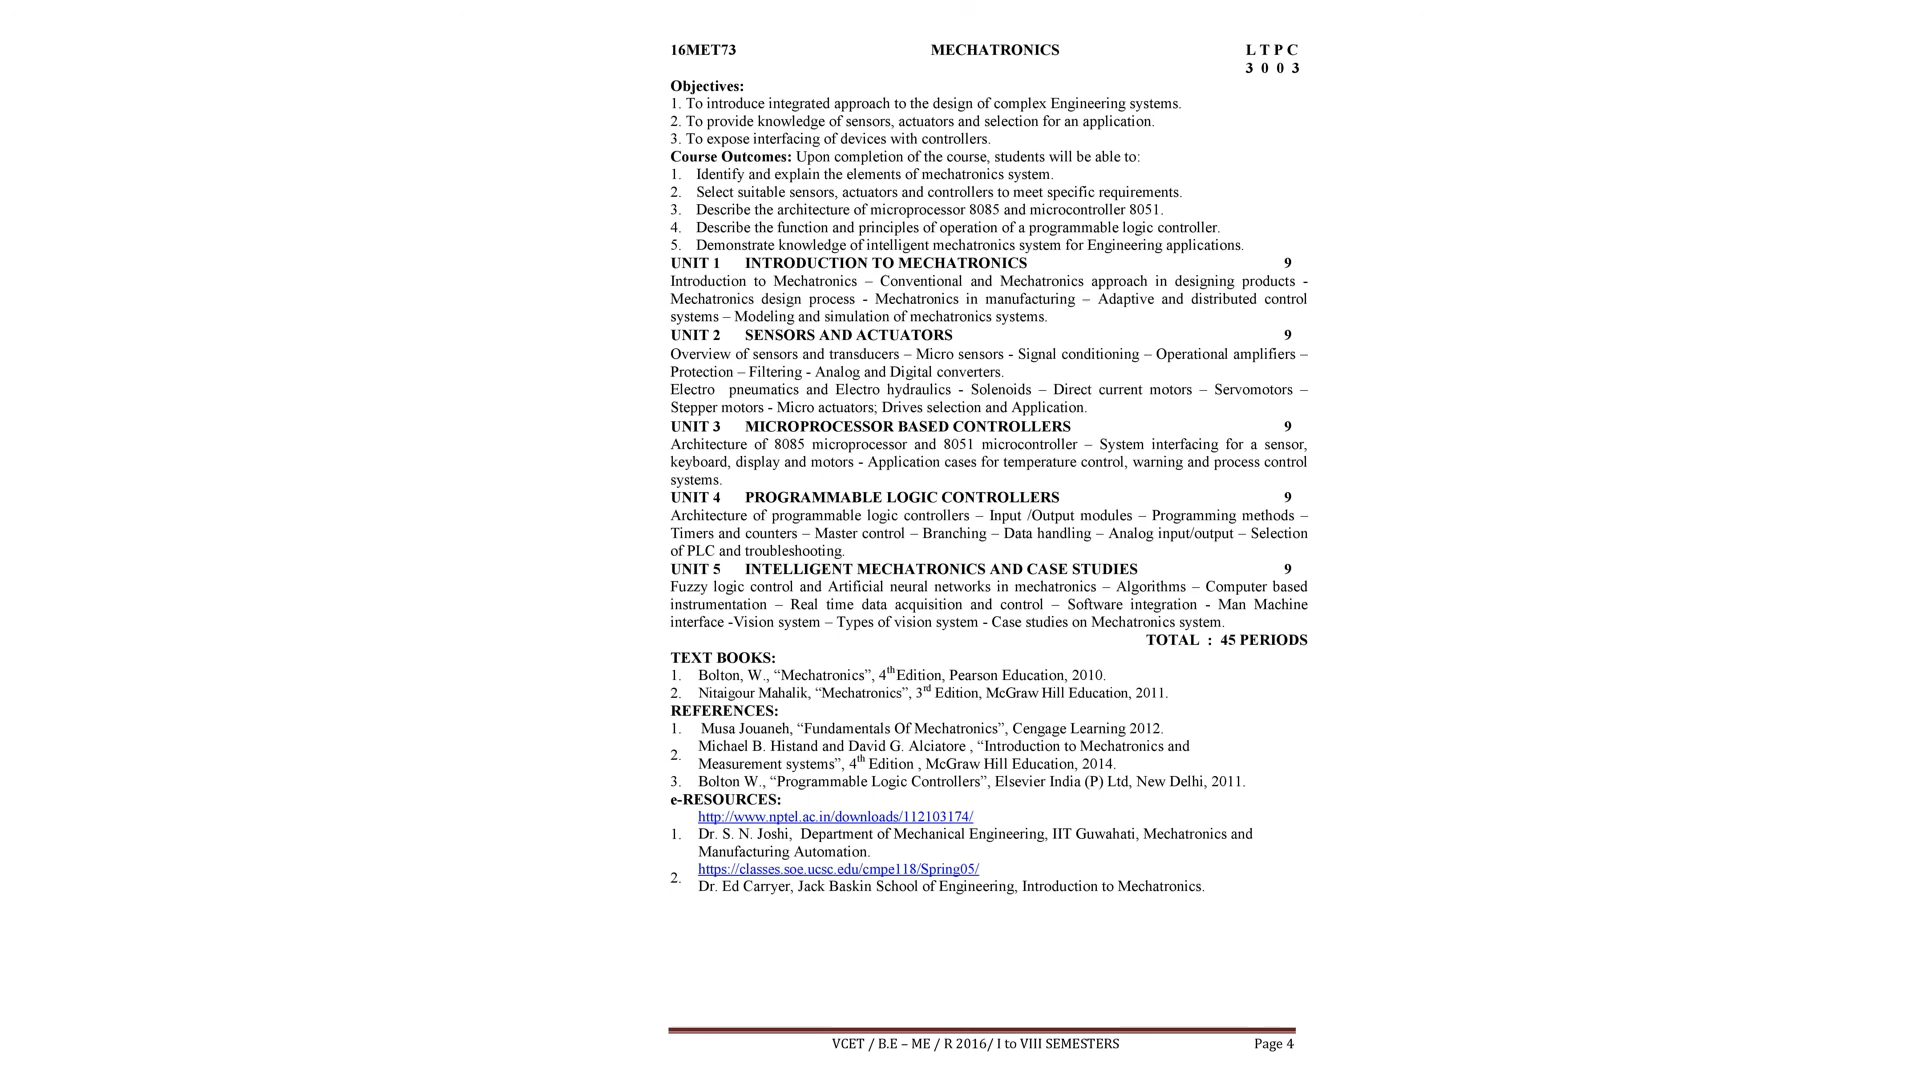 16MET73 MECHATRONICS L T P C
3 0 0 3
Objectives:
1. To introduce integrated approach to the design of complex Engineering systems.
2. To provide knowledge of sensors, actuators and selection for an application.
3. To expose interfacing of devices with controllers.
Course Outcomes: Upon completion of the course, students will be able to:
1. Identify and explain the elements of mechatronics system.
2. Select suitable sensors, actuators and controllers to meet specific requirements.
3. Describe the architecture of microprocessor 8085 and microcontroller 8051.
4. Describe the function and principles of operation of a programmable logic controller.
5. Demonstrate knowledge of intelligent mechatronics system for Engineering applications.
UNIT 1 INTRODUCTION TO MECHATRONICS 9
Introduction to Mechatronics – Conventional and Mechatronics approach in designing products -
Mechatronics design process - Mechatronics in manufacturing – Adaptive and distributed control
systems – Modeling and simulation of mechatronics systems.
UNIT 2 SENSORS AND ACTUATORS 9
Overview of sensors and transducers – Micro sensors - Signal conditioning – Operational amplifiers –
Protection – Filtering - Analog and Digital converters.
Electro pneumatics and Electro hydraulics - Solenoids – Direct current motors – Servomotors –
Stepper motors - Micro actuators; Drives selection and Application.
UNIT 3 MICROPROCESSOR BASED CONTROLLERS 9
Architecture of 8085 microprocessor and 8051 microcontroller – System interfacing for a sensor,
keyboard, display and motors - Application cases for temperature control, warning and process control
systems.
UNIT 4 PROGRAMMABLE LOGIC CONTROLLERS 9
Architecture of programmable logic controllers – Input /Output modules – Programming methods –
Timers and counters – Master control – Branching – Data handling – Analog input/output – Selection
of PLC and troubleshooting.
UNIT 5 INTELLIGENT MECHATRONICS AND CASE STUDIES 9
Fuzzy logic control and Artificial neural networks in mechatronics – Algorithms – Computer based
instrumentation – Real time data acquisition and control – Software integration - Man Machine
interface -Vision system – Types of vision system - Case studies on Mechatronics system.
TOTAL : 45 PERIODS
TEXT BOOKS:
1. Bolton, W., “Mechatronics”, 4th Edition, Pearson Education, 2010.
2. Nitaigour Mahalik, “Mechatronics”, 3rd Edition, McGraw Hill Education, 2011.
REFERENCES:
1. Musa Jouaneh, “Fundamentals Of Mechatronics”, Cengage Learning 2012.
2. Michael B. Histand and David G. Alciatore , “Introduction to Mechatronics and
Measurement systems”, 4th Edition , McGraw Hill Education, 2014.
3. Bolton W., “Programmable Logic Controllers”, Elsevier India (P) Ltd, New Delhi, 2011.
e-RESOURCES:
http://www.nptel.ac.in/downloads/112103174/
1. Dr. S. N. Joshi, Department of Mechanical Engineering, IIT Guwahati, Mechatronics and
Manufacturing Automation.
https://classes.soe.ucsc.edu/cmpe118/Spring05/
2. Dr. Ed Carryer, Jack Baskin School of Engineering, Introduction to Mechatronics.
VCET / B.E – ME / R 2016/ I to VIII SEMESTERS Page 4